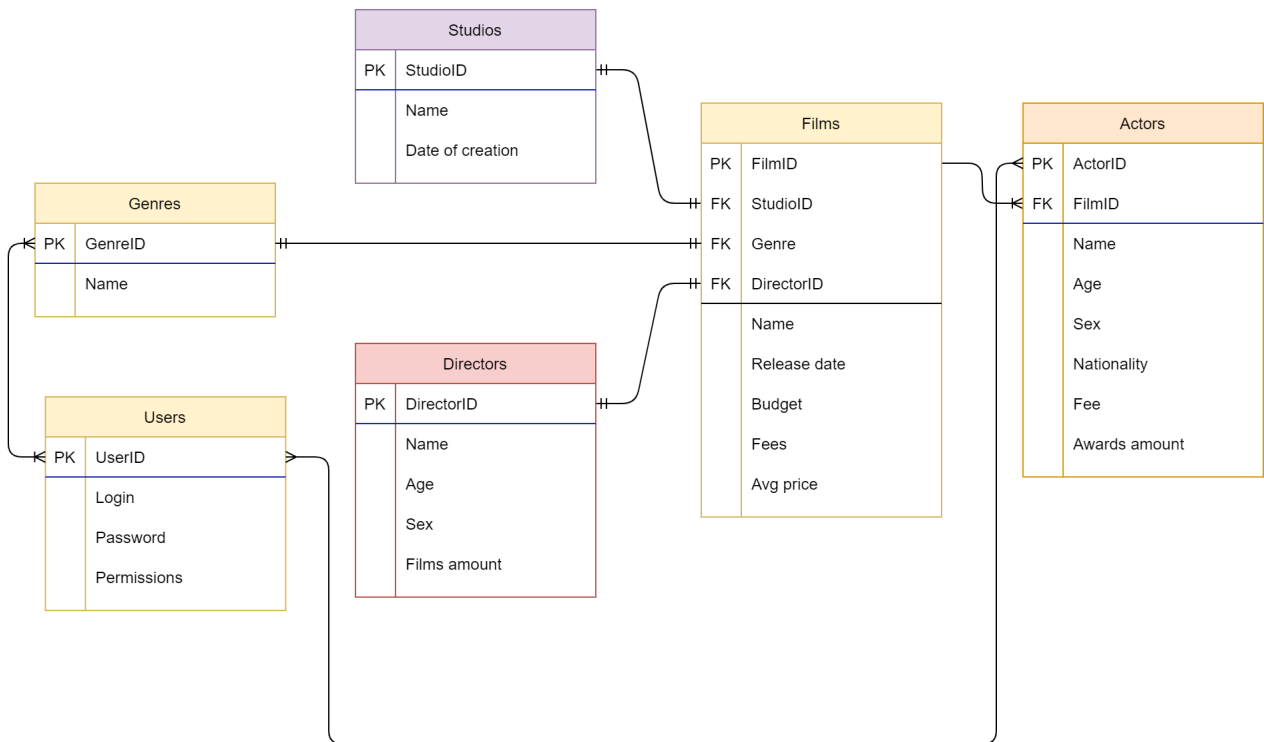 Studios
PK StudioID
Name
Date of creation
Genres
PK GenreID
Name
Users
PK UserID
Login
Password
Permissions
Directors
PK DirectorID
Name
Age
Sex
Films amount
Films
PK FilmID
FK StudioID
FK Genre
FK DirectorID
Name
Release date
Budget
Fees
Avg price
Actors
PK ActorID
FK FilmID
Name
Age
Sex
Nationality
Fee
Awards amount